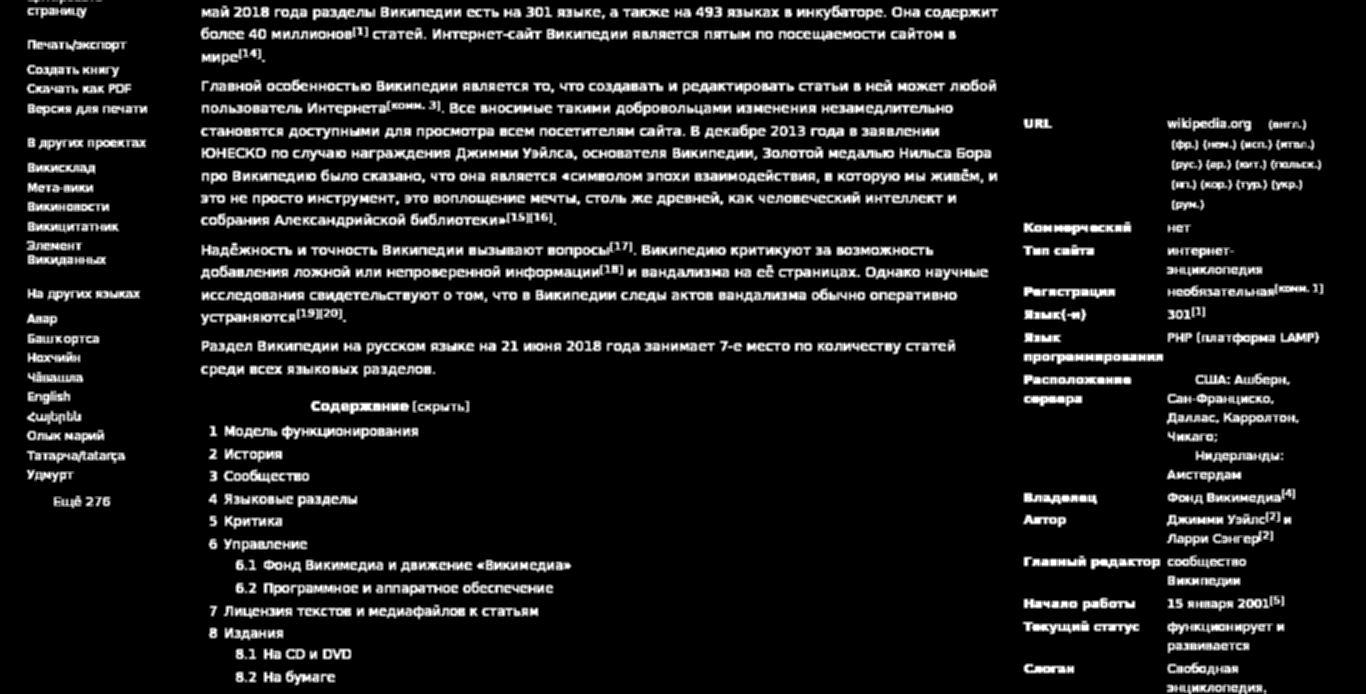 страницу
Печать/экспорт
Создать книгу
Скачать как PDF
Версия для печати
В других проектах
Викисклад
Мета-вики
Викиновости
Викицитатник
Элемент
Викиданных
На других языках
Авар
Башҡортса
Нохчийн
Чӑвашла
English
Հայերեն
Олык марий
Татарча/tatarça
Удмурт
Ещё 276
май 2018 года разделы Википедии есть на 301 языке, а также на 493 языках в инкубаторе. Она содержит
более 40 миллионов[1] статей. Интернет-сайт Википедии является пятым по посещаемости сайтом в
мире[14].
Главной особенностью Википедии является то, что создавать и редактировать статьи в ней может любой
пользователь Интернета[комм. 3]. Все вносимые такими добровольцами изменения незамедлительно
становятся доступными для просмотра всем посетителям сайта. В декабре 2013 года в заявлении
ЮНЕСКО по случаю награждения Джимми Уэйлса, основателя Википедии, Золотой медалью Нильса Бора
про Википедию было сказано, что она является «символом эпохи взаимодействия, в которую мы живём, и
это не просто инструмент, это воплощение мечты, столь же древней, как человеческий интеллект и
собрания Александрийской библиотеки»[15][16].
Надёжность и точность Википедии вызывают вопросы[17]. Википедию критикуют за возможность
добавления ложной или непроверенной информации[18] и вандализма на её страницах. Однако научные
исследования свидетельствуют о том, что в Википедии следы актов вандализма обычно оперативно
устраняются[19][20].
Раздел Википедии на русском языке на 21 июня 2018 года занимает 7-е место по количеству статей
среди всех языковых разделов.
Содержание [скрыть]
1 Модель функционирования
2 История
3 Сообщество
4 Языковые разделы
5 Критика
6 Управление
6.1 Фонд Викимедиа и движение «Викимедиа»
6.2 Программное и аппаратное обеспечение
7 Лицензия текстов и медиафайлов к статьям
8 Издания
8.1 На CD и DVD
8.2 На бумаге
URL wikipedia.org (англ.)
(фр.) (нем.) (исп.) (итал.)
(рус.) (ар.) (кит.) (польск.)
(яп.) (кор.) (тур.) (укр.)
(рум.)
Коммерческий нет
Тип сайта интернет-
энциклопедия
Регистрация необязательная[комм. 1]
Язык(-и) 301[1]
Язык PHP (платформа LAMP)
программирования
Расположение США: Ашберн,
сервера Сан-Франциско,
Даллас, Карролтон,
Чикаго;
Нидерланды:
Амстердам
Владелец Фонд Викимедиа[4]
Автор Джимми Уэйлс[2] и
Ларри Сэнгер[2]
Главный редактор сообщество
Википедии
Начало работы 15 января 2001[5]
Текущий статус функционирует и
развивается
Слоган Свободная
энциклопедия,